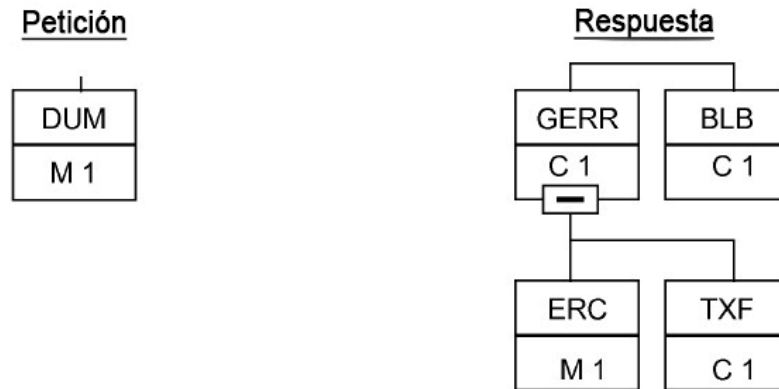 Petición Respuesta
DUM GERR BLB
M 1 C 1 C 1
ERC TXF
M 1 C 1